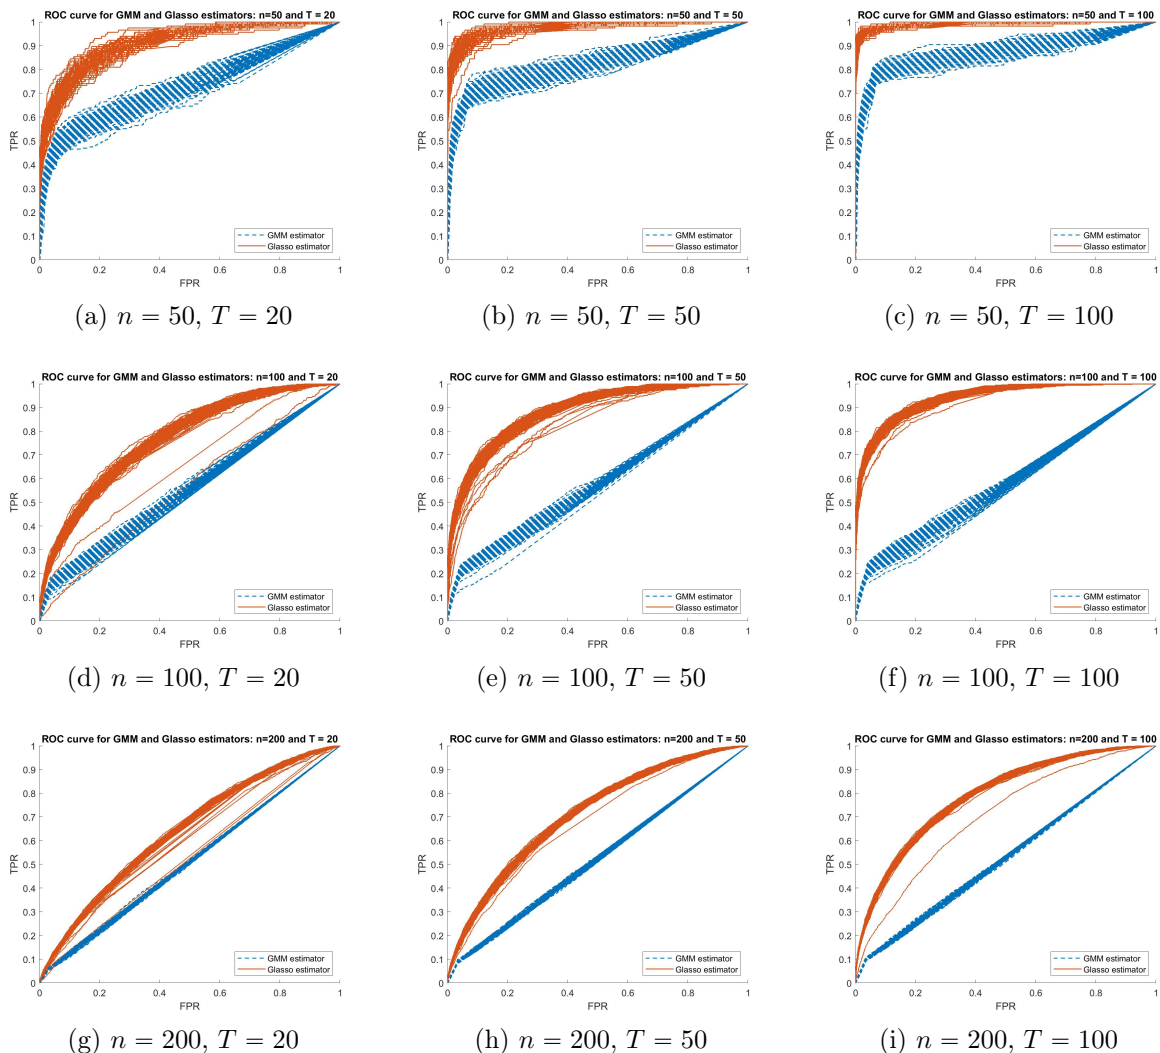 ROC curve for GMM and Glasso estimators: n=50 and T = 20
1
0.9
0.8
0.7
0.6
0.5
0.4
0.3
0.2
0.1
0
TPR
0 0.2 0.4 0.6 0.8 1
FPR
GMM estimator
Glasso estimator
(a) n = 50, T = 20
ROC curve for GMM and Glasso estimators: n=50 and T = 50
1
0.9
0.8
0.7
0.6
0.5
0.4
0.3
0.2
0.1
0
TPR
0 0.2 0.4 0.6 0.8 1
FPR
GMM estimator
Glasso estimator
(b) n = 50, T = 50
ROC curve for GMM and Glasso estimators: n=50 and T = 100
1
0.9
0.8
0.7
0.6
0.5
0.4
0.3
0.2
0.1
0
TPR
0 0.2 0.4 0.6 0.8 1
FPR
GMM estimator
Glasso estimator
(c) n = 50, T = 100
ROC curve for GMM and Glasso estimators: n=100 and T = 20
1
0.9
0.8
0.7
0.6
0.5
0.4
0.3
0.2
0.1
0
TPR
0 0.2 0.4 0.6 0.8 1
FPR
GMM estimator
Glasso estimator
(d) n = 100, T = 20
ROC curve for GMM and Glasso estimators: n=100 and T = 50
1
0.9
0.8
0.7
0.6
0.5
0.4
0.3
0.2
0.1
0
TPR
0 0.2 0.4 0.6 0.8 1
FPR
GMM estimator
Glasso estimator
(e) n = 100, T = 50
ROC curve for GMM and Glasso estimators: n=100 and T = 100
1
0.9
0.8
0.7
0.6
0.5
0.4
0.3
0.2
0.1
0
TPR
0 0.2 0.4 0.6 0.8 1
FPR
GMM estimator
Glasso estimator
(f) n = 100, T = 100
ROC curve for GMM and Glasso estimators: n=200 and T = 20
1
0.9
0.8
0.7
0.6
0.5
0.4
0.3
0.2
0.1
0
TPR
0 0.2 0.4 0.6 0.8 1
FPR
GMM estimator
Glasso estimator
(g) n = 200, T = 20
ROC curve for GMM and Glasso estimators: n=200 and T = 50
1
0.9
0.8
0.7
0.6
0.5
0.4
0.3
0.2
0.1
0
TPR
0 0.2 0.4 0.6 0.8 1
FPR
GMM estimator
Glasso estimator
(h) n = 200, T = 50
ROC curve for GMM and Glasso estimators: n=200 and T = 100
1
0.9
0.8
0.7
0.6
0.5
0.4
0.3
0.2
0.1
0
TPR
0 0.2 0.4 0.6 0.8 1
FPR
GMM estimator
Glasso estimator
(i) n = 200, T = 100